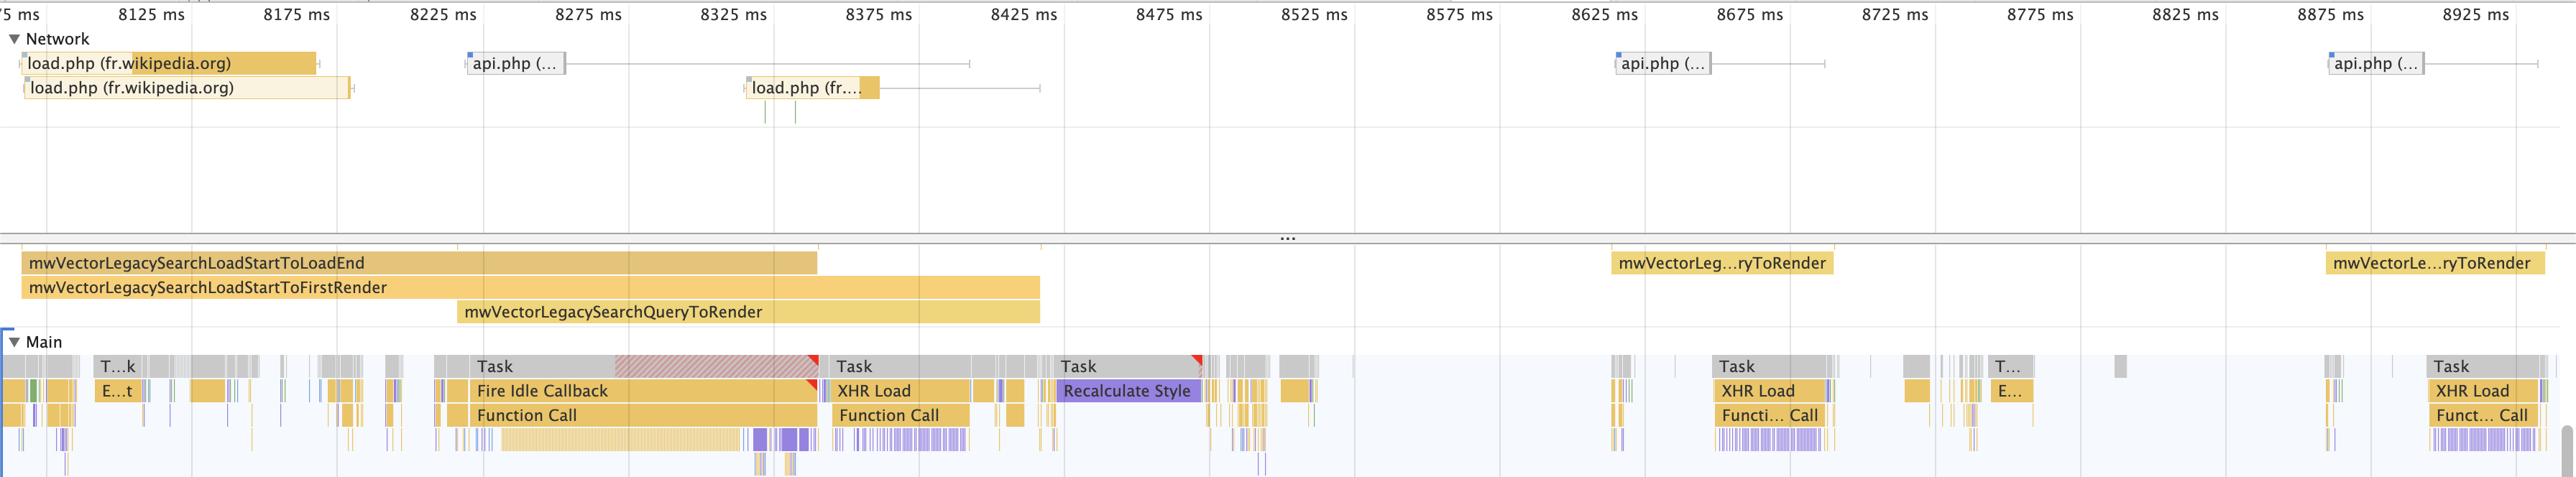 75 ms 8125 ms 8175 ms 8225 ms 8275 ms 8325 ms 8375 ms 8425 ms 8475 ms 8525 ms 8575 ms 8625 ms 8675 ms 8725 ms 8775 ms 8825 ms 8875 ms 8925 ms
Network
load.php (fr.wikipedia.org) api.php (... api.php (... api.php (...
load.php (fr.wikipedia.org) load.php (fr....
...
mwVectorLegacySearchLoadStartToLoadEnd mwVectorLeg...ryToRender mwVectorLe...ryToRender
mwVectorLegacySearchLoadStartToFirstRender
mwVectorLegacySearchQueryToRender
Main
T...k Task Task Task Task T... Task
E...t Fire Idle Callback XHR Load Recalculate Style XHR Load E... XHR Load
Function Call Function Call Functi... Call Funct... Call